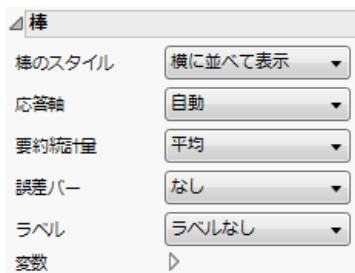 棒
棒のスタイル 横に並べて表示
応答軸 自動
要約統計量 平均
誤差バー なし
ラベル ラベルなし
変数